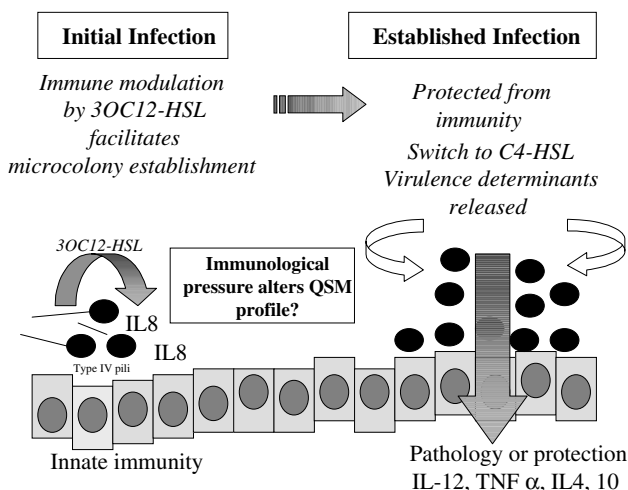 Initial Infection
Immune modulation
by 3OC12-HSL
facilitates
microcolony establishment
Established Infection
Protected from
immunity
Switch to C4-HSL
Virulence determinants
released
3OC12-HSL
IL8
IL8
Type IV pili
Immunological
pressure alters QSM
profile?
Innate immunity
Pathology or protection
IL-12, TNF α, IL4, 10